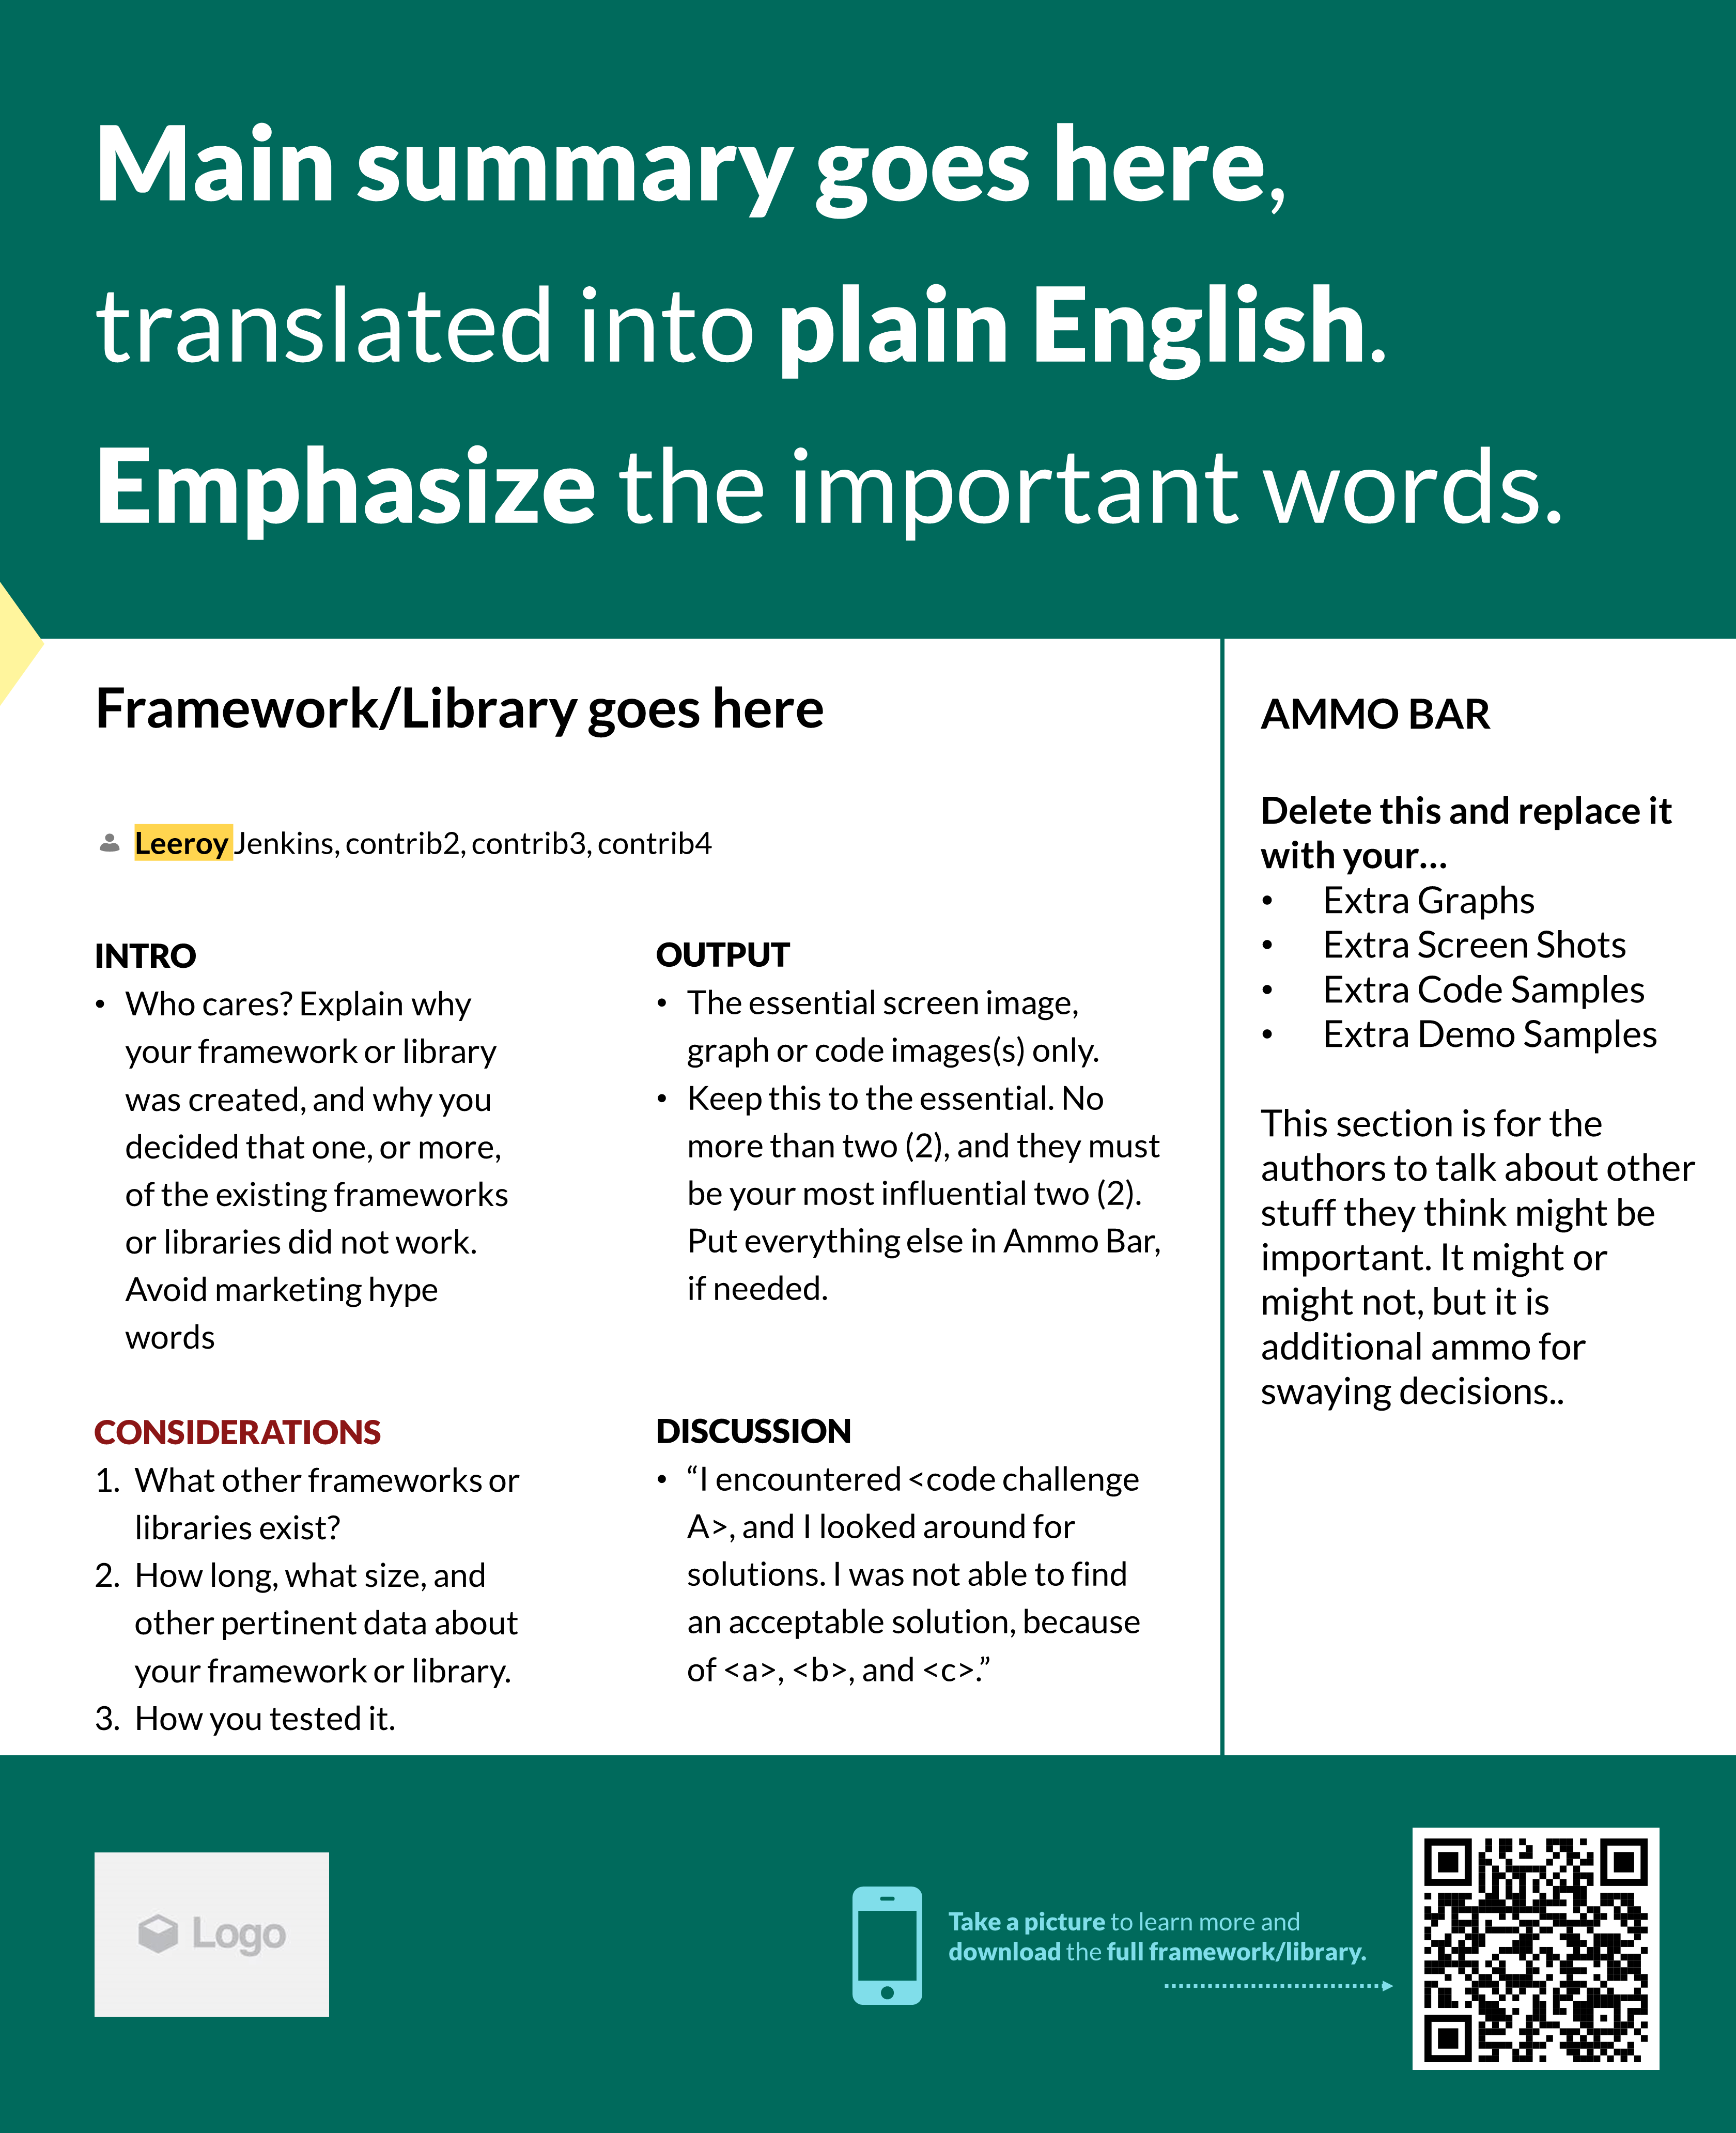 Main summary goes here,
translated into plain English.
Emphasize the important words.
Framework/Library goes here
Leeroy Jenkins, contrib2, contrib3, contrib4
INTRO
• Who cares? Explain why
your framework or library
was created, and why you
decided that one, or more,
of the existing frameworks
or libraries did not work.
Avoid marketing hype
words
CONSIDERATIONS
1. What other frameworks or
libraries exist?
2. How long, what size, and
other pertinent data about
your framework or library.
3. How you tested it.
OUTPUT
• The essential screen image,
graph or code images(s) only.
• Keep this to the essential. No
more than two (2), and they must
be your most influential two (2).
Put everything else in Ammo Bar,
if needed.
DISCUSSION
• “I encountered <code challenge
A>, and I looked around for
solutions. I was not able to find
an acceptable solution, because
of <a>, <b>, and <c>.”
AMMO BAR
Delete this and replace it
with your…
• Extra Graphs
• Extra Screen Shots
• Extra Code Samples
• Extra Demo Samples
This section is for the
authors to talk about other
stuff they think might be
important. It might or
might not, but it is
additional ammo for
swaying decisions..
Logo
Take a picture to learn more and
download the full framework/library.